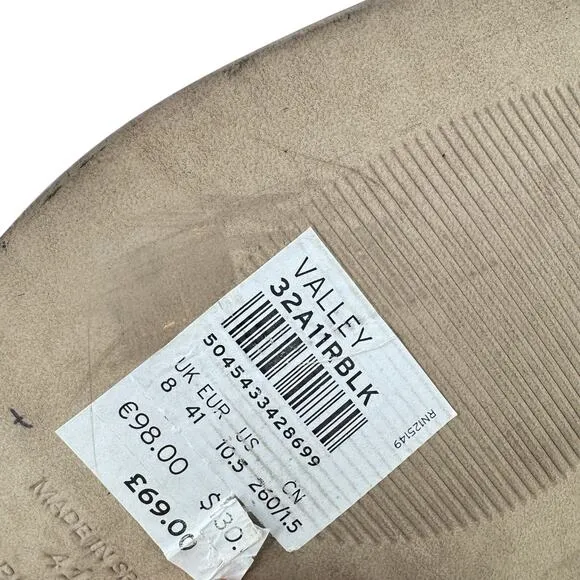 VALLEY
32A11RBLK
5045433428699
UK EUR US CN
8 41 10.5 260/1.5
€98.00
£69.00
RN125149
MADE IN